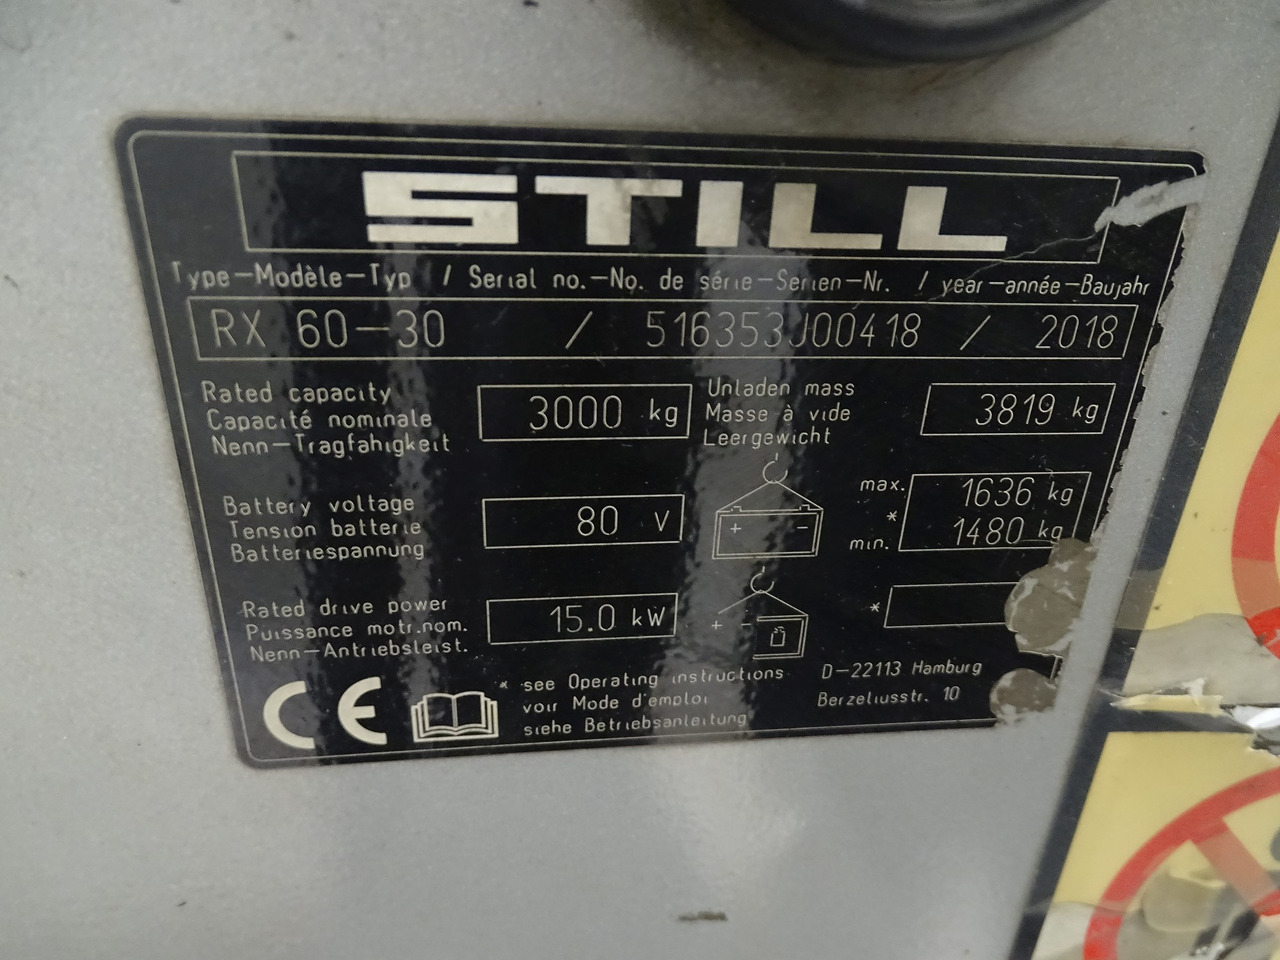 STILL
Type-Modèle-Typ / Serial no.-No. de série-Serien-Nr. / year-année-Baujahr
RX 60-30 / 516353J00418 / 2018
Rated capacity
Capacité nominale
Nenn-Tragfähigkeit
3000 kg
Unladen mass
Masse à vide
Leergewicht
3819 kg
Battery voltage
Tension batterie
Batteriespannung
80 V
+ -
max. 1636 kg
*
min. 1480 kg
Rated drive power
Puissance motr.nom.
Nenn-Antriebsleist.
15.0 kW
+ -
*
CE
* see Operating instructions
voir Mode d'emploi
siehe Betriebsanleitung
D-22113 Hamburg
Berzeliusstr. 10